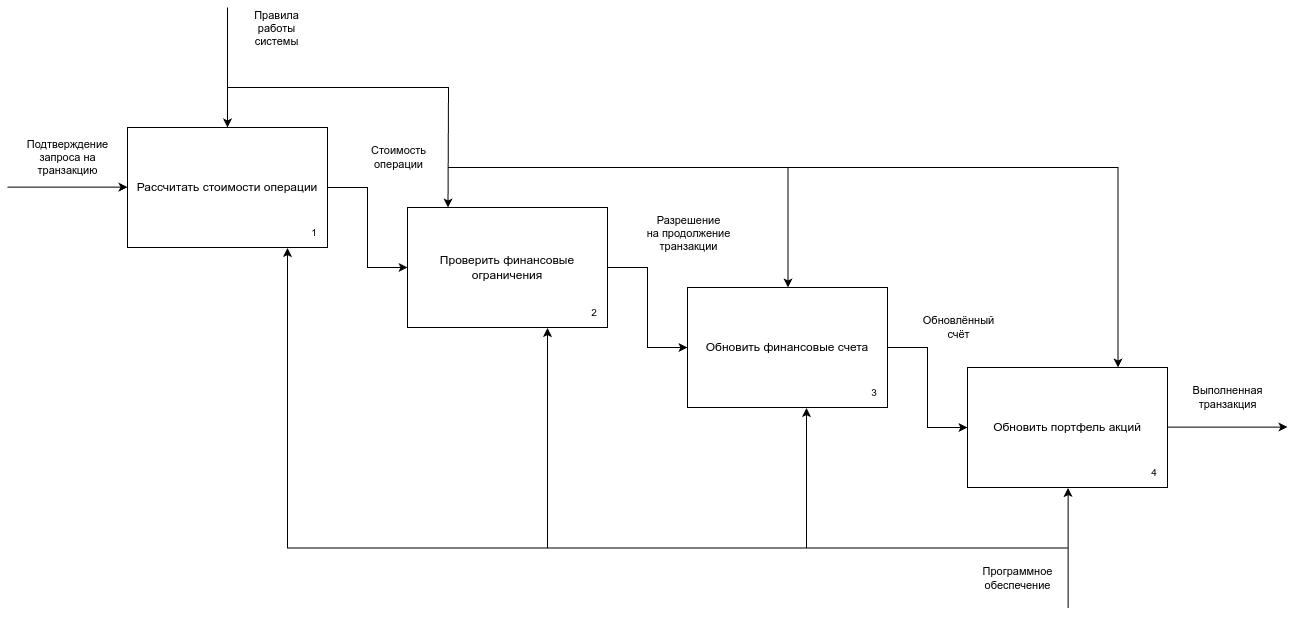 Правила
работы
системы
Подтверждение
запроса на
транзакцию
Рассчитать стоимости операции
1
Стоимость
операции
Проверить финансовые
ограничения
2
Разрешение
на продолжение
транзакции
Обновить финансовые счета
3
Обновлённый
счёт
Обновить портфель акций
4
Выполненная
транзакция
Программное
обеспечение